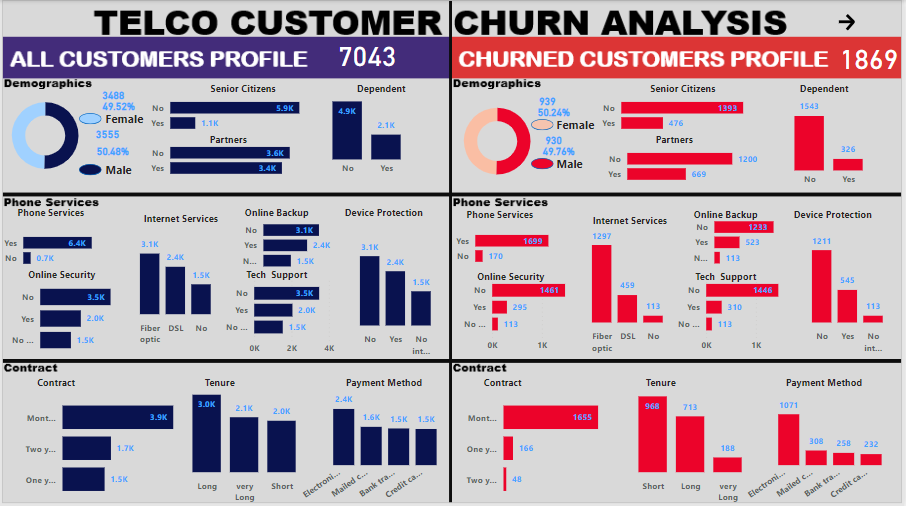 TELCO CUSTOMER CHURN ANALYSIS →
ALL CUSTOMERS PROFILE 7043
Demographics
3488
49.52%
Female
3555
50.48%
Male
Senior Citizens
No 5.9K
Yes 1.1K
Partners
No 3.6K
Yes 3.4K
Dependent
4.9K 2.1K
No Yes
Phone Services
Phone Services
Yes 6.4K
No 0.7K
Online Security
No 3.5K
Yes 2.0K
No ... 1.5K
Internet Services
3.1K 2.4K 1.5K
Fiber optic DSL No
Online Backup
No 3.1K
Yes 2.4K
N... 1.5K
Tech Support
No 3.5K
Yes 2.0K
No ... 1.5K
0K 2K 4K
Device Protection
3.1K 2.4K 1.5K
No Yes No int...
Contract
Contract
Mont... 3.9K
Two y... 1.7K
One y... 1.5K
Tenure
3.0K 2.1K 2.0K
Long very Long Short
Payment Method
2.4K 1.6K 1.5K 1.5K
Electroni... Mailed c... Bank tra... Credit ca...
CHURNED CUSTOMERS PROFILE 1869
Demographics
939
50.24%
Female
930
49.76%
Male
Senior Citizens
No 1393
Yes 476
Partners
No 1200
Yes 669
Dependent
1543 326
No Yes
Phone Services
Phone Services
Yes 1699
No 170
Online Security
No 1461
Yes 295
No ... 113
0K 1K
Internet Services
1297 459 113
Fiber optic DSL No
Online Backup
No 1233
Yes 523
N... 113
Tech Support
No 1446
Yes 310
No ... 113
0K 1K
Device Protection
1211 545 113
No Yes No int...
Contract
Contract
Mont... 1655
One y... 166
Two y... 48
Tenure
968 713 188
Short Long very Long
Payment Method
1071 308 258 232
Electroni... Mailed c... Bank tra... Credit ca...